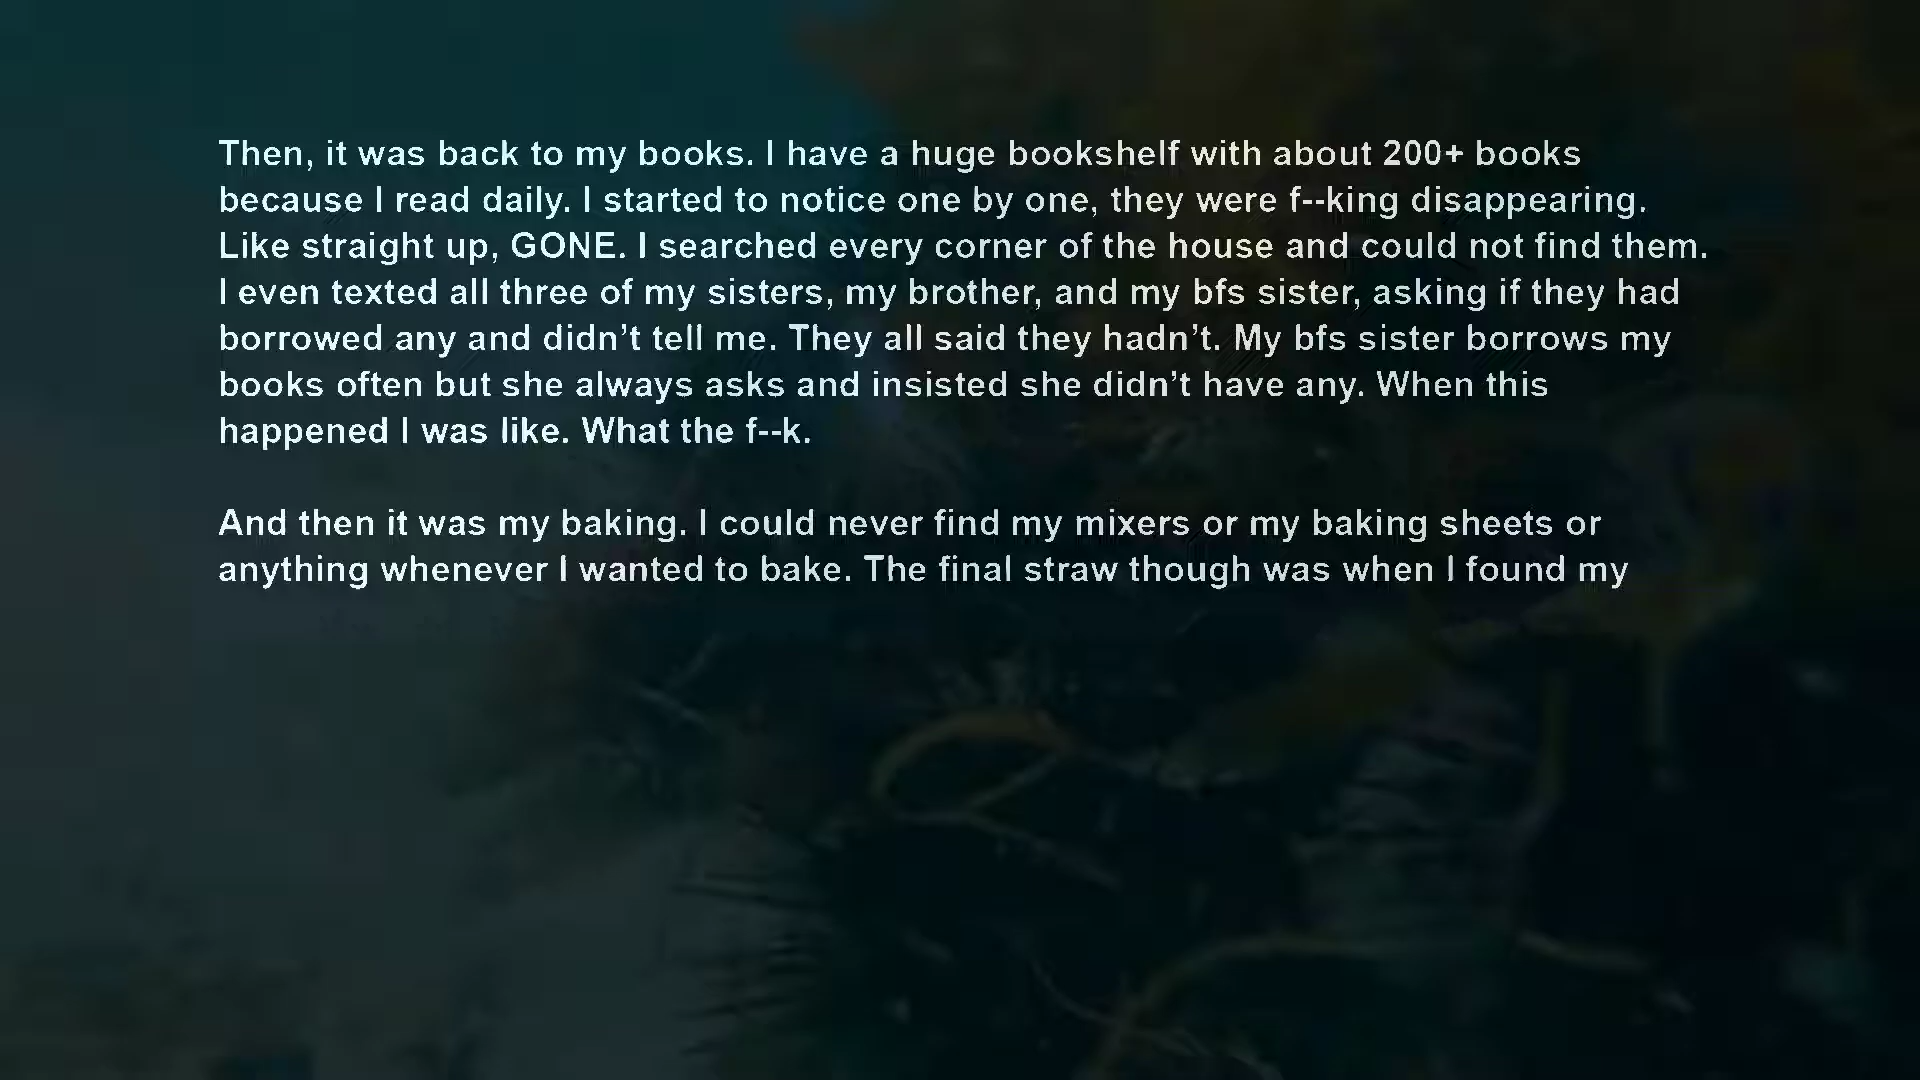 Then, it was back to my books. I have a huge bookshelf with about 200+ books
because I read daily. I started to notice one by one, they were f--king disappearing.
Like straight up, GONE. I searched every corner of the house and could not find them.
I even texted all three of my sisters, my brother, and my bfs sister, asking if they had
borrowed any and didn’t tell me. They all said they hadn’t. My bfs sister borrows my
books often but she always asks and insisted she didn’t have any. When this
happened I was like. What the f--k.
And then it was my baking. I could never find my mixers or my baking sheets or
anything whenever I wanted to bake. The final straw though was when I found my